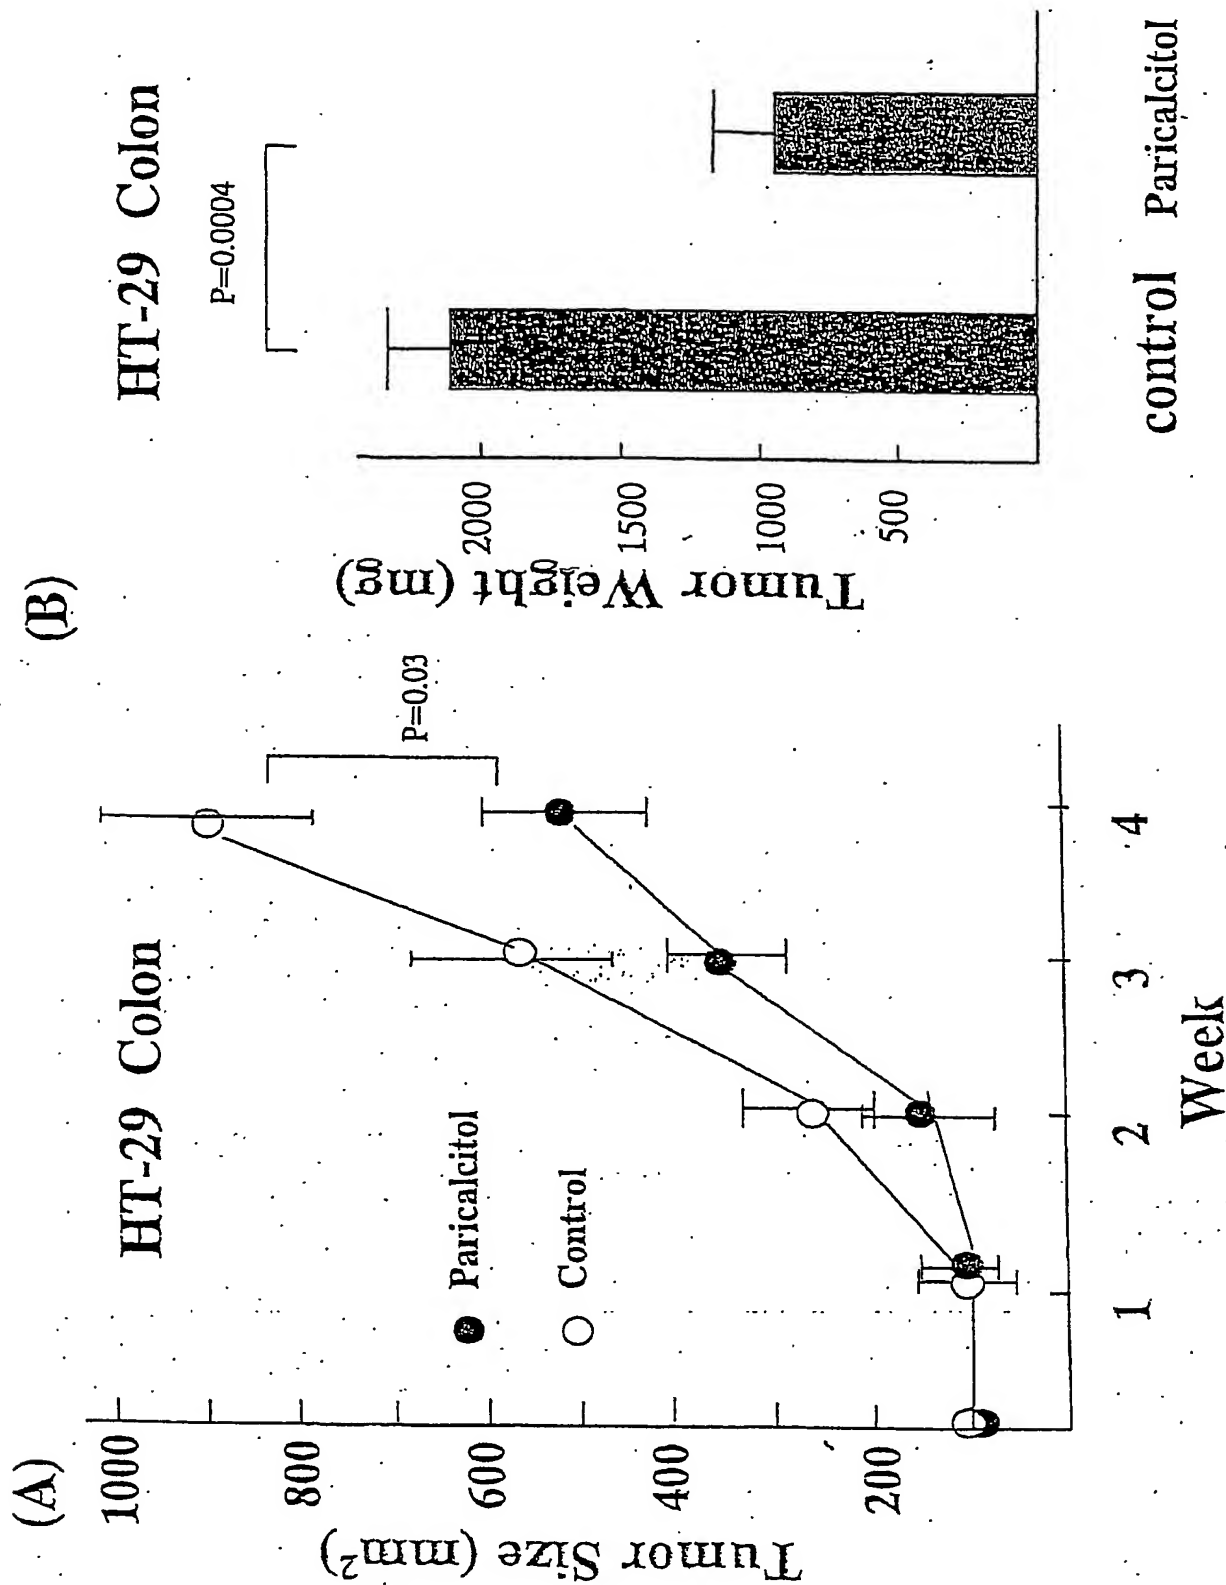 (A)
HT-29 Colon
Tumor Size (mm²)
1000
800
600
400
200
Paricalcitol
Control
P=0.03
1 2 3 4
Week
(B)
HT-29 Colon
P=0.0004
Tumor Weight (mg)
2000
1500
1000
500
control Paricalcitol